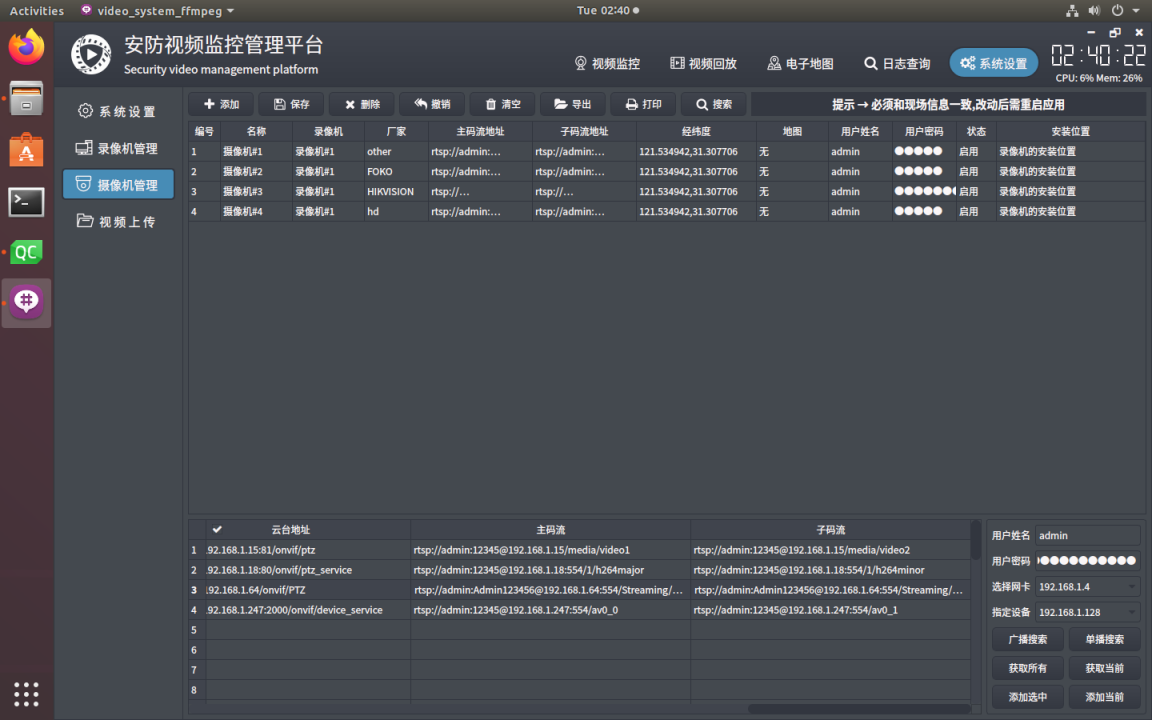 Activities video_system_ffmpeg Tue 02:40
安防视频监控管理平台
Security video management platform
视频监控 视频回放 电子地图 日志查询 系统设置
02:40:22
CPU: 6% Mem: 26%
系统设置
录像机管理
摄像机管理
视频上传
添加 保存 删除 撤销 清空 导出 打印 搜索 提示 → 必须和现场信息一致,改动后需重启应用
编号 名称 录像机 厂家 主码流地址 子码流地址 经纬度 地图 用户姓名 用户密码 状态 安装位置
1 摄像机#1 录像机#1 other rtsp://admin:... rtsp://admin:... 121.534942,31.307706 无 admin ●●●●● 启用 录像机的安装位置
2 摄像机#2 录像机#1 FOKO rtsp://admin:... rtsp://admin:... 121.534942,31.307706 无 admin ●●●●● 启用 录像机的安装位置
3 摄像机#3 录像机#1 HIKVISION rtsp://... rtsp://... 121.534942,31.307706 无 admin ●●●●●●● 启用 录像机的安装位置
4 摄像机#4 录像机#1 hd rtsp://admin:... rtsp://admin:... 121.534942,31.307706 无 admin ●●●●● 启用 录像机的安装位置
云台地址 主码流 子码流
1 .92.168.1.15:81/onvif/ptz rtsp://admin:12345@192.168.1.15/media/video1 rtsp://admin:12345@192.168.1.15/media/video2
2 .92.168.1.18:80/onvif/ptz_service rtsp://admin:12345@192.168.1.18:554/1/h264major rtsp://admin:12345@192.168.1.18:554/1/h264minor
3 192.168.1.64/onvif/PTZ rtsp://admin:Admin123456@192.168.1.64:554/Streaming/... rtsp://admin:Admin123456@192.168.1.64:554/Streaming/...
4 .92.168.1.247:2000/onvif/device_service rtsp://admin:12345@192.168.1.247:554/av0_0 rtsp://admin:12345@192.168.1.247:554/av0_1
5
6
7
8
用户姓名 admin
用户密码 ●●●●●●●●●●
选择网卡 192.168.1.4
指定设备 192.168.1.128
广播搜索 单播搜索
获取所有 获取当前
添加选中 添加当前
QC